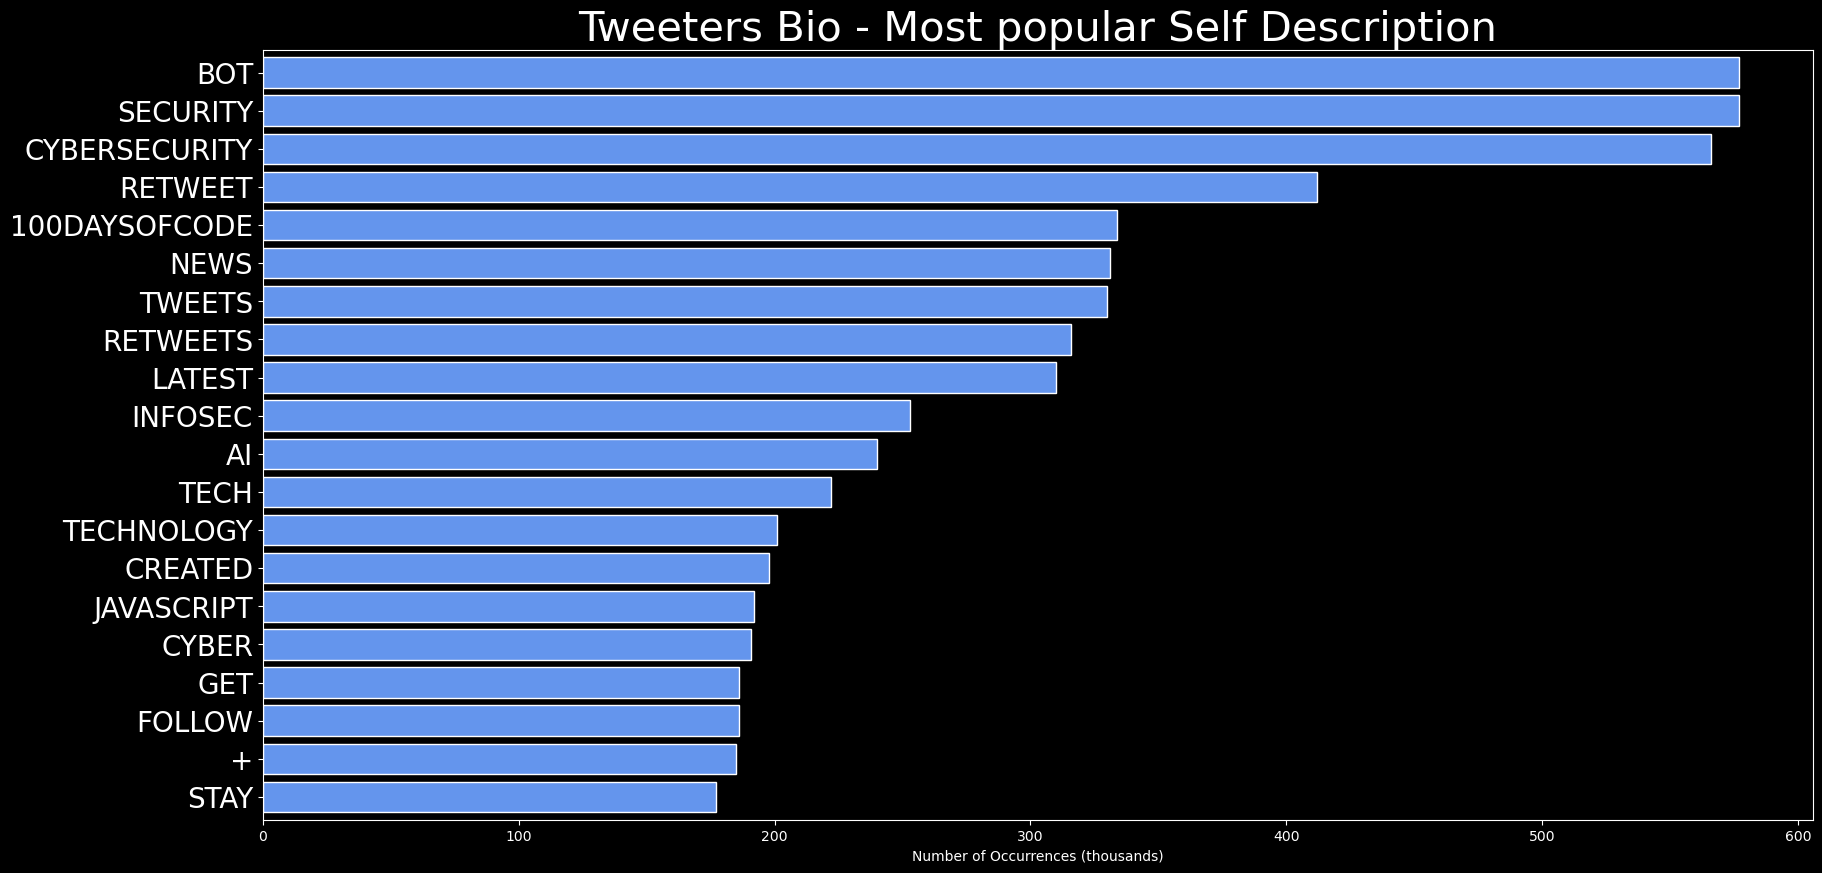 Tweeters Bio - Most popular Self Description
BOT
SECURITY
CYBERSECURITY
RETWEET
100DAYSOFCODE
NEWS
TWEETS
RETWEETS
LATEST
INFOSEC
AI
TECH
TECHNOLOGY
CREATED
JAVASCRIPT
CYBER
GET
FOLLOW
+
STAY
0 100 200 300 400 500 600
Number of Occurrences (thousands)